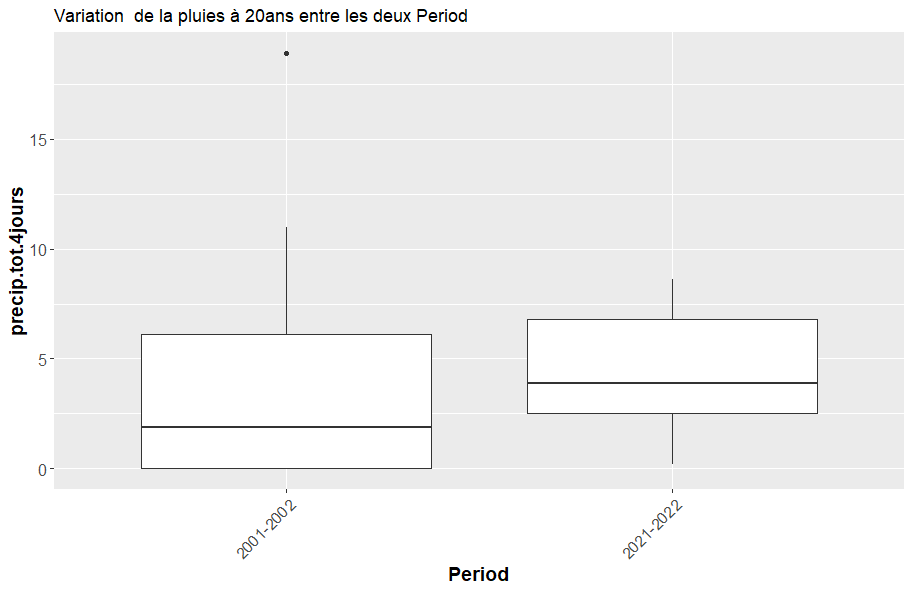 Variation  de la pluies à 20ans entre les deux Period
precip.tot.4jours
15
10
5
0
2001-2002
2021-2022
Period